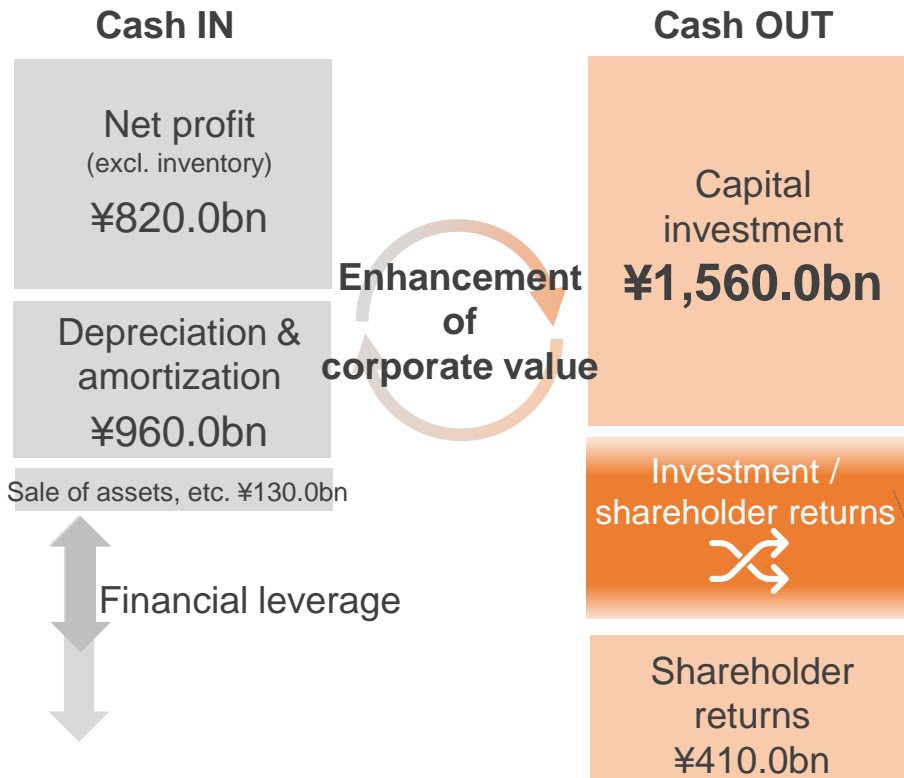 Cash IN
Net profit
(excl. inventory)
¥820.0bn
Depreciation &
amortization
¥960.0bn
Sale of assets, etc. ¥130.0bn
Financial leverage
Enhancement
of
corporate value
Cash OUT
Capital
investment
¥1,560.0bn
Investment /
shareholder returns
Shareholder
returns
¥410.0bn